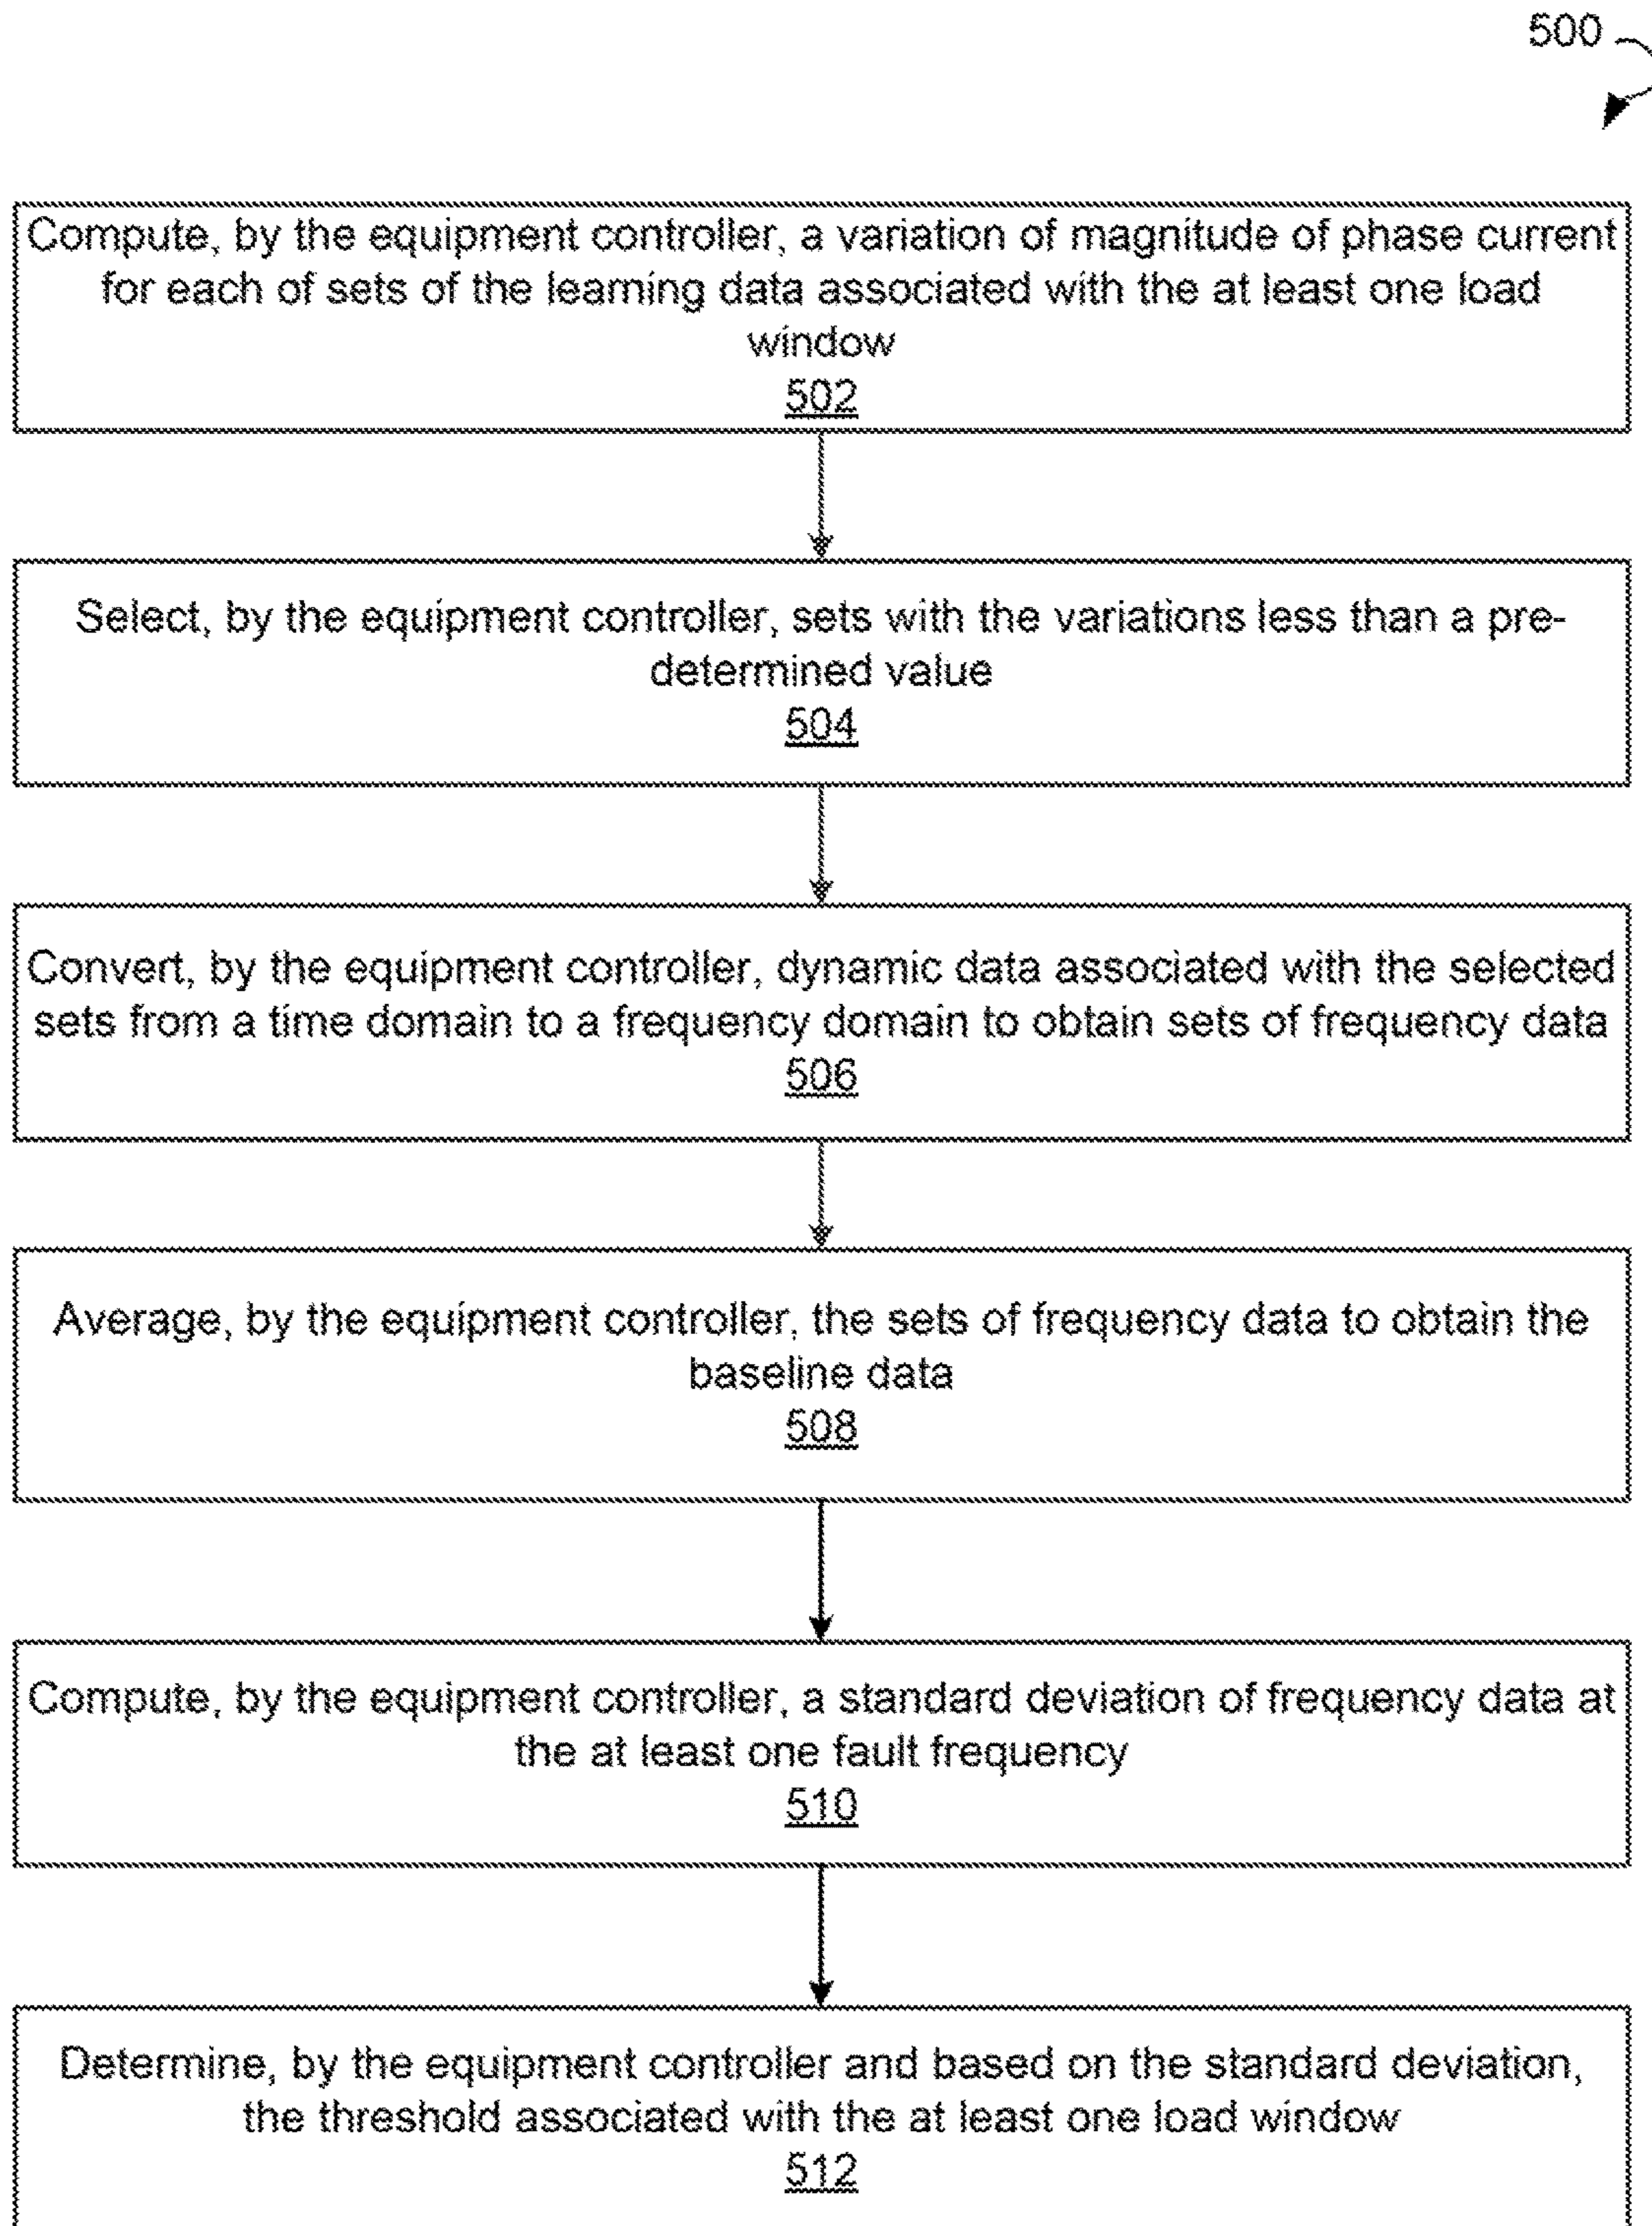 500
Compute, by the equipment controller, a variation of magnitude of phase current
for each of sets of the learning data associated with the at least one load
window
502
Select, by the equipment controller, sets with the variations less than a pre-
determined value
504
Convert, by the equipment controller, dynamic data associated with the selected
sets from a time domain to a frequency domain to obtain sets of frequency data
506
Average, by the equipment controller, the sets of frequency data to obtain the
baseline data
508
Compute, by the equipment controller, a standard deviation of frequency data at
the at least one fault frequency
510
Determine, by the equipment controller and based on the standard deviation,
the threshold associated with the at least one load window
512